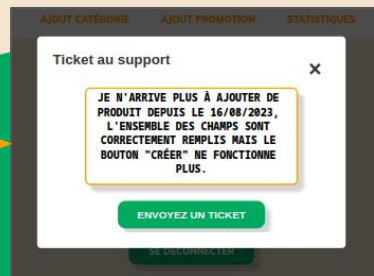 AJOUT CATÉGORIE AJOUT PROMOTION STATISTIQUES
Ticket au support
×
JE N'ARRIVE PLUS À AJOUTER DE
PRODUIT DEPUIS LE 16/08/2023,
L'ENSEMBLE DES CHAMPS SONT
CORRECTEMENT REMPLIS MAIS LE
BOUTON "CRÉER" NE FONCTIONNE
PLUS.
ENVOYEZ UN TICKET
SE DÉCONNECTER